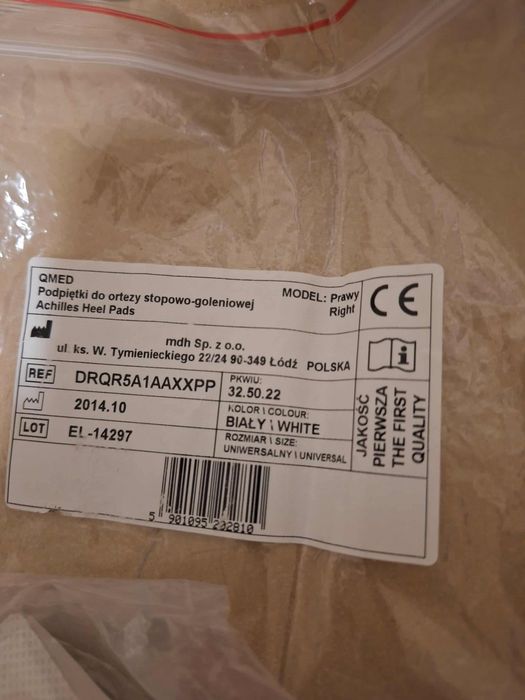 QMED
Podpiętki do ortezy stopowo-goleniowej
Achilles Heel Pads
MODEL: Prawy
Right
CE
mdh Sp. z o.o.
ul. ks. W. Tymienieckiego 22/24 90-349 Łódź POLSKA
REF DRQR5A1AAXXPP
2014.10
LOT EL-14297
PKWIU:
32.50.22
KOLOR \ COLOUR:
BIAŁY \ WHITE
ROZMIAR \ SIZE:
UNIWERSALNY \ UNIVERSAL
JAKOŚĆ
PIERWSZA
THE FIRST
QUALITY
5 901095 202810